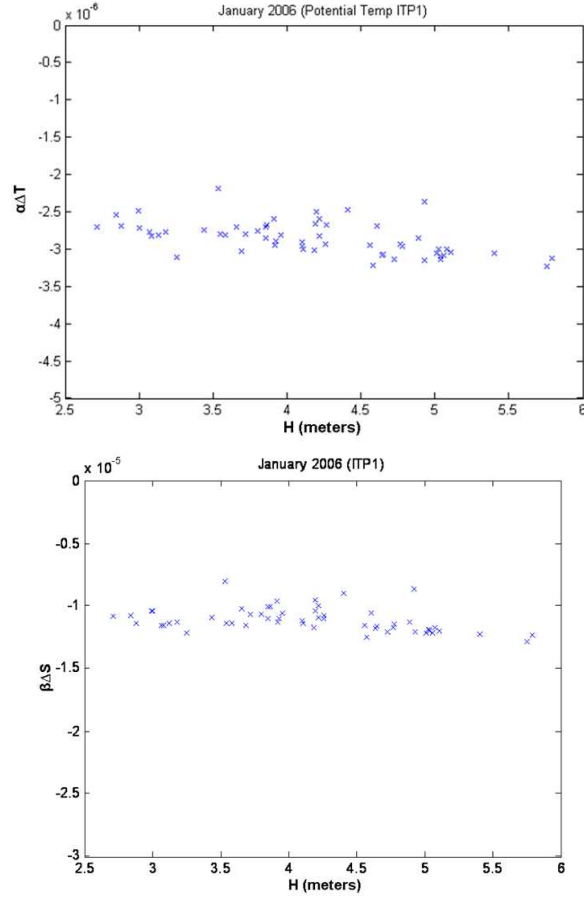 January 2006 (Potential Temp ITP1)
x 10^-6
0
-0.5
-1
-1.5
-2
-2.5
-3
-3.5
-4
-4.5
-5
αΔT
2.5 3 3.5 4 4.5 5 5.5 6
H (meters)
January 2006 (ITP1)
x 10^-5
0
-0.5
-1
-1.5
-2
-2.5
-3
βΔS
2.5 3 3.5 4 4.5 5 5.5 6
H (meters)